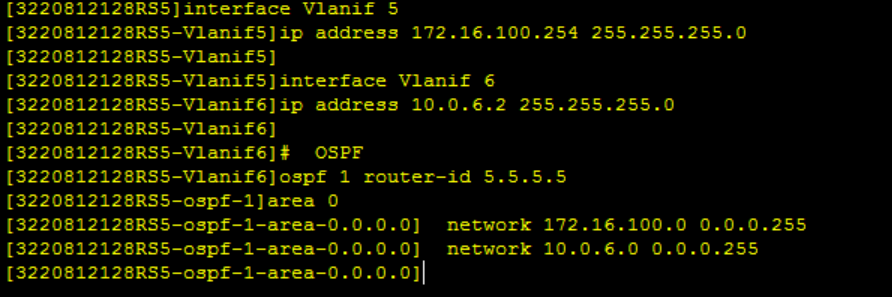 [3220812128RS5]interface Vlanif 5
[3220812128RS5-Vlanif5]ip address 172.16.100.254 255.255.255.0
[3220812128RS5-Vlanif5]
[3220812128RS5-Vlanif5]interface Vlanif 6
[3220812128RS5-Vlanif6]ip address 10.0.6.2 255.255.255.0
[3220812128RS5-Vlanif6]
[3220812128RS5-Vlanif6]#  OSPF
[3220812128RS5-Vlanif6]ospf 1 router-id 5.5.5.5
[3220812128RS5-ospf-1]area 0
[3220812128RS5-ospf-1-area-0.0.0.0]  network 172.16.100.0 0.0.0.255
[3220812128RS5-ospf-1-area-0.0.0.0]  network 10.0.6.0 0.0.0.255
[3220812128RS5-ospf-1-area-0.0.0.0]